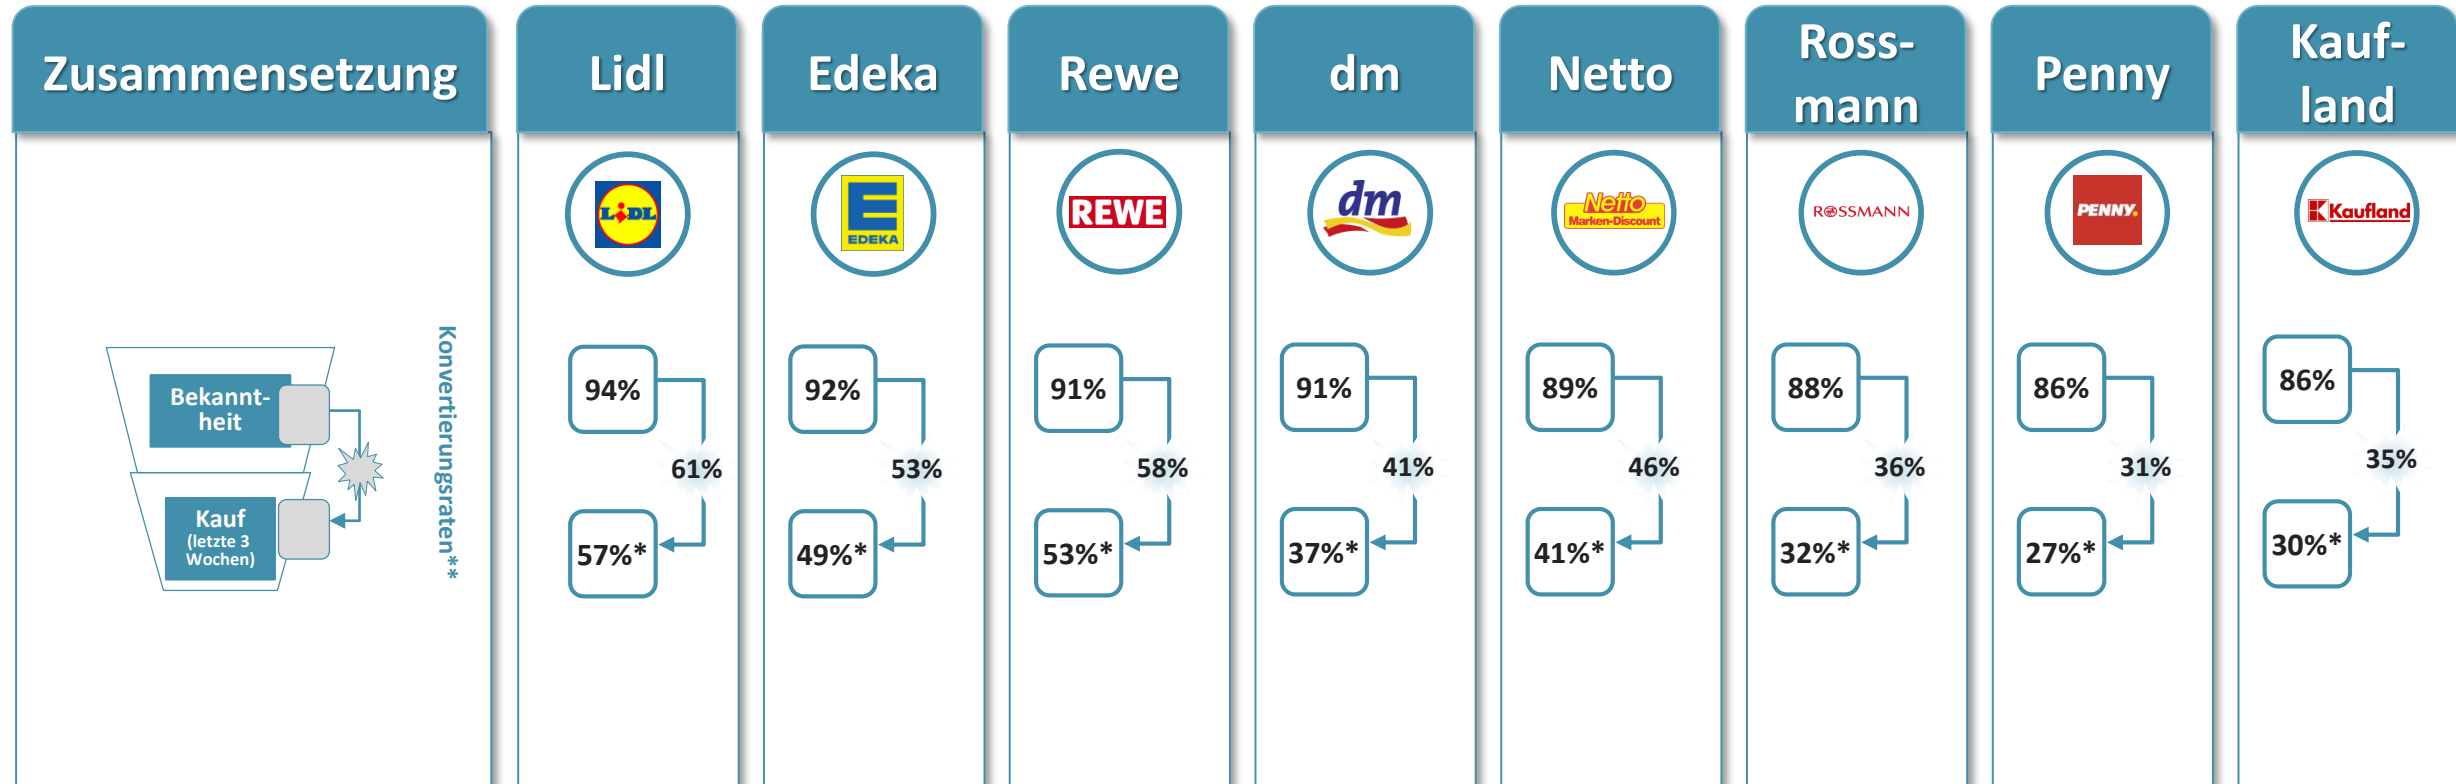 Zusammensetzung
Lidl
Edeka
Rewe
dm
Netto
Ross-
mann
Penny
Kauf-
land
LIDL
EDEKA
REWE
dm
Netto
Marken-Discount
ROSSMANN
PENNY.
Kaufland
Bekannt-
heit
Kauf
(letzte 3
Wochen)
Konvertierungsraten**
94%
61%
57%*
92%
53%
49%*
91%
58%
53%*
91%
41%
37%*
89%
46%
41%*
88%
36%
32%*
86%
31%
27%*
86%
35%
30%*